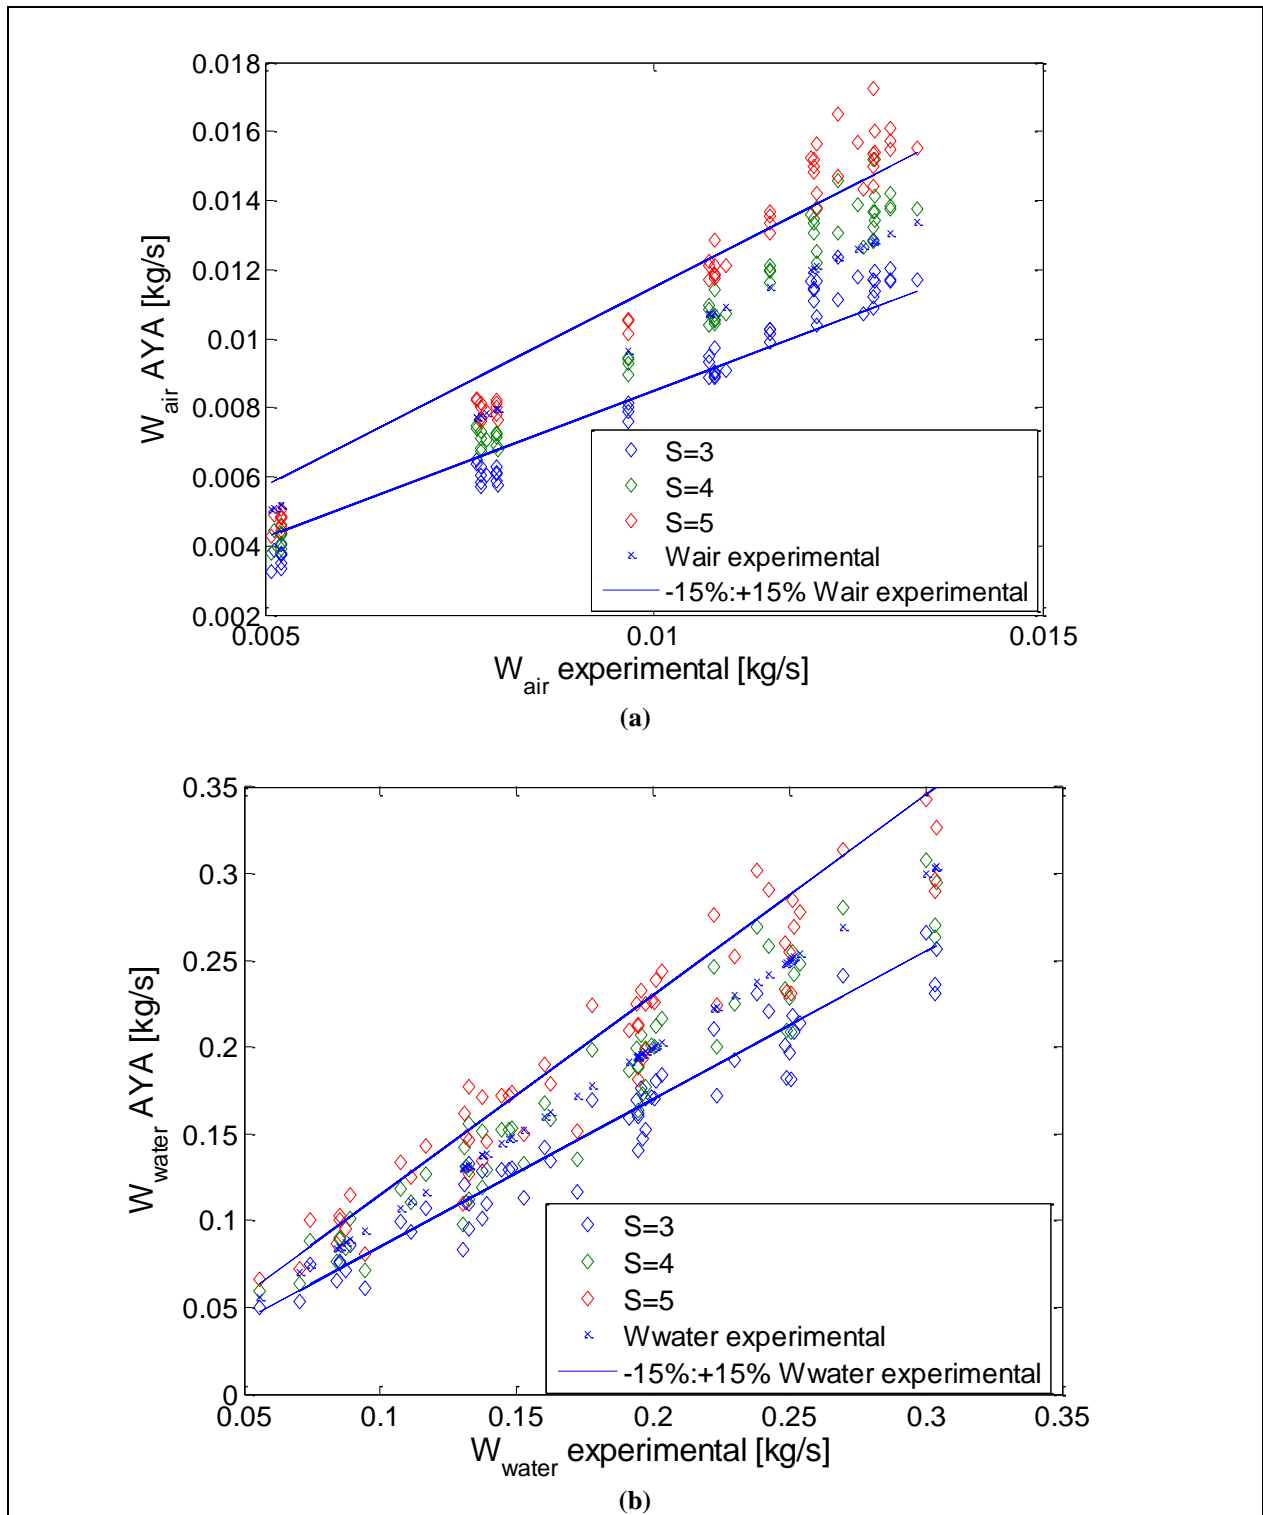 0.018
0.016
0.014
0.012
0.01
0.008
0.006
0.004
0.002
W_air AYA [kg/s]
S=3
S=4
S=5
Wair experimental
-15%:+15% Wair experimental
0.005 0.01 0.015
W_air experimental [kg/s]
(a)
0.35
0.3
0.25
0.2
0.15
0.1
0.05
0
W_water AYA [kg/s]
S=3
S=4
S=5
Wwater experimental
-15%:+15% Wwater experimental
0.05 0.1 0.15 0.2 0.25 0.3 0.35
W_water experimental [kg/s]
(b)